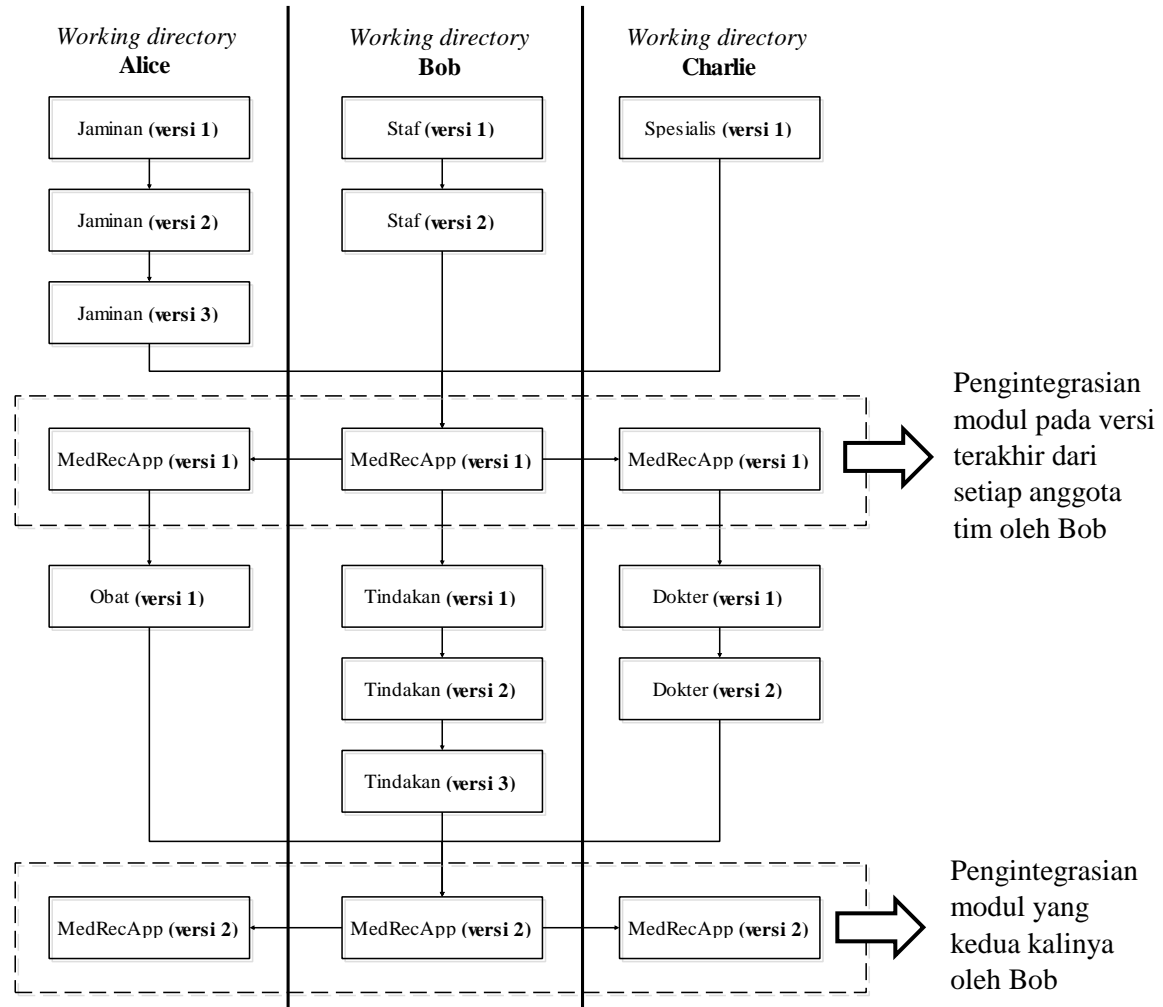 Working directory
Alice
Working directory
Bob
Working directory
Charlie
Jaminan (versi 1)
Staf (versi 1)
Spesialis (versi 1)
Jaminan (versi 2)
Staf (versi 2)
Jaminan (versi 3)
MedRecApp (versi 1)
MedRecApp (versi 1)
MedRecApp (versi 1)
Pengintegrasian
modul pada versi
terakhir dari
setiap anggota
tim oleh Bob
Obat (versi 1)
Tindakan (versi 1)
Dokter (versi 1)
Tindakan (versi 2)
Dokter (versi 2)
Tindakan (versi 3)
MedRecApp (versi 2)
MedRecApp (versi 2)
MedRecApp (versi 2)
Pengintegrasian
modul yang
kedua kalinya
oleh Bob